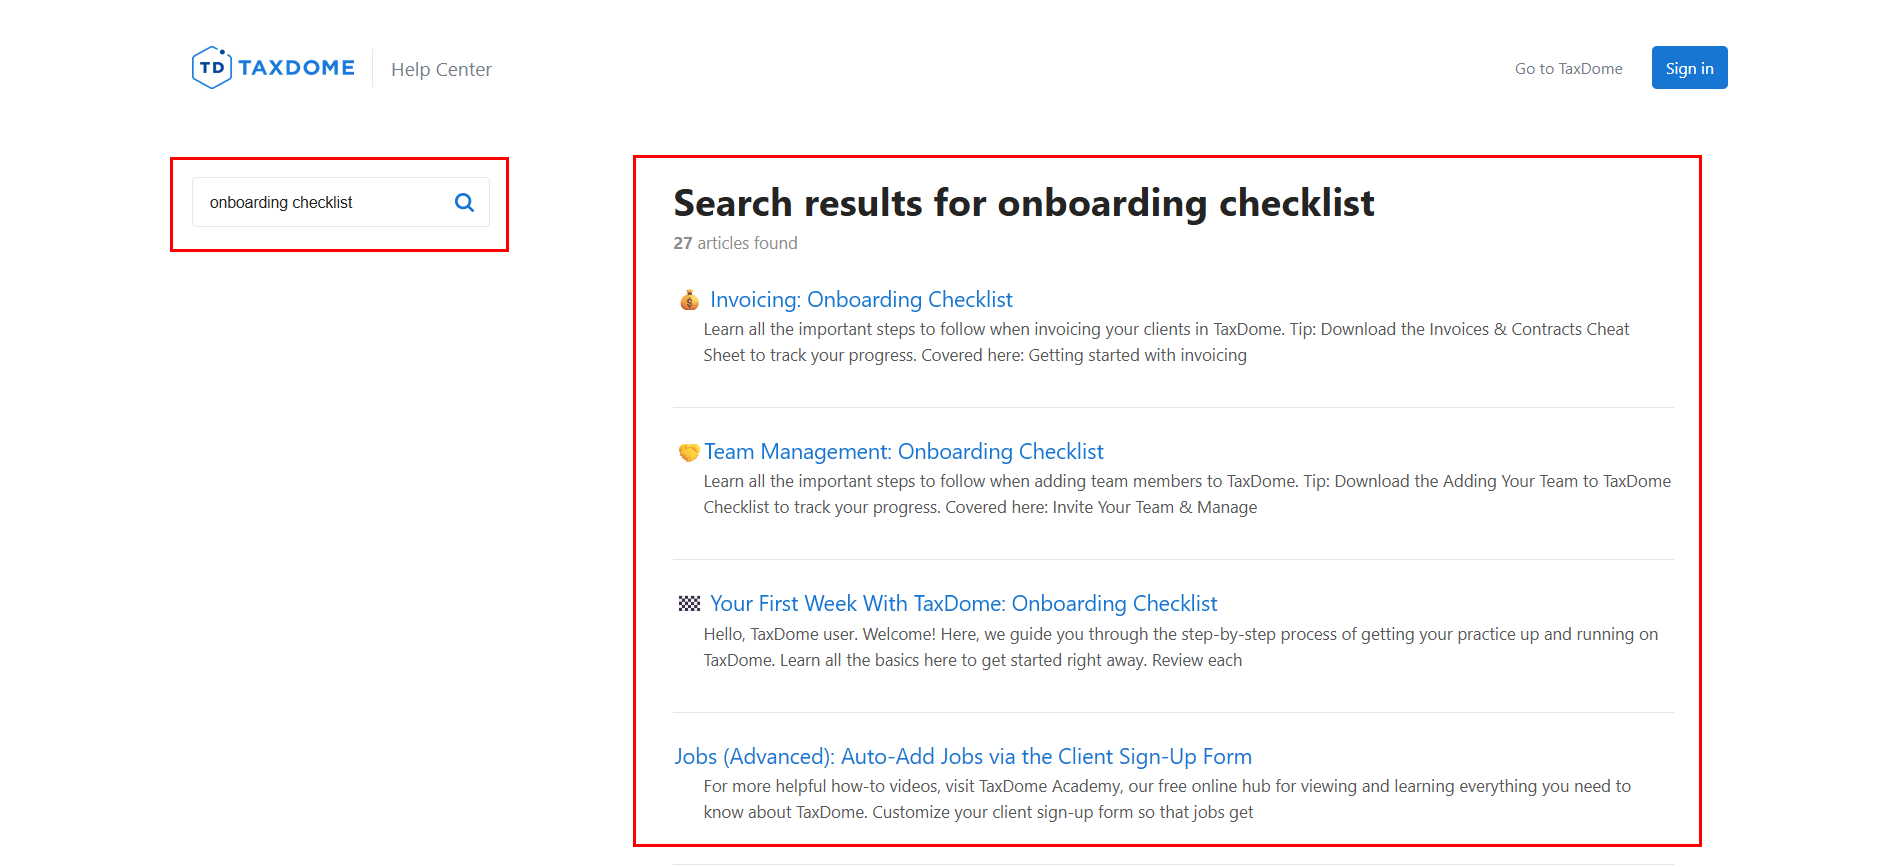 TD TAXDOME Help Center
Go to TaxDome Sign in
onboarding checklist
Search results for onboarding checklist
27 articles found
Invoicing: Onboarding Checklist
Learn all the important steps to follow when invoicing your clients in TaxDome. Tip: Download the Invoices & Contracts Cheat
Sheet to track your progress. Covered here: Getting started with invoicing
Team Management: Onboarding Checklist
Learn all the important steps to follow when adding team members to TaxDome. Tip: Download the Adding Your Team to TaxDome
Checklist to track your progress. Covered here: Invite Your Team & Manage
Your First Week With TaxDome: Onboarding Checklist
Hello, TaxDome user. Welcome! Here, we guide you through the step-by-step process of getting your practice up and running on
TaxDome. Learn all the basics here to get started right away. Review each
Jobs (Advanced): Auto-Add Jobs via the Client Sign-Up Form
For more helpful how-to videos, visit TaxDome Academy, our free online hub for viewing and learning everything you need to
know about TaxDome. Customize your client sign-up form so that jobs get